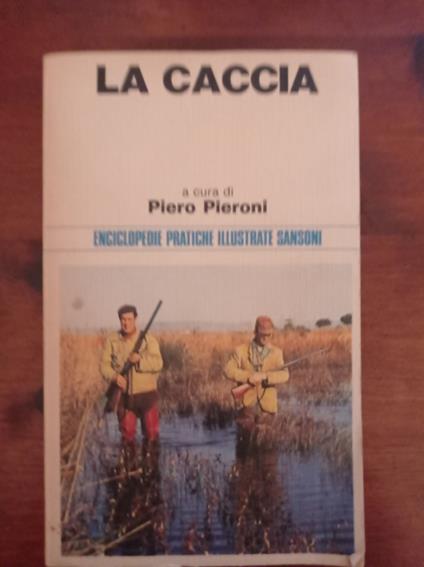 LA CACCIA
a cura di
Piero Pieroni
ENCICLOPEDIE PRATICHE ILLUSTRATE SANSONI